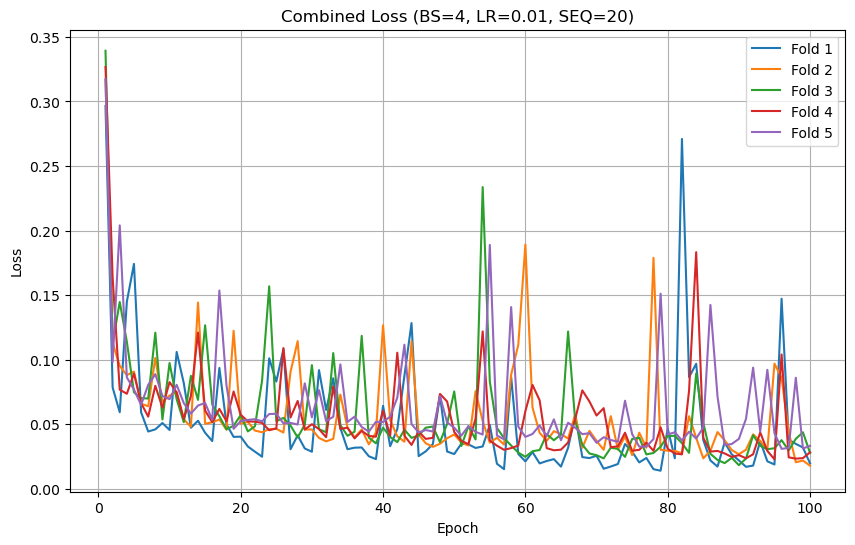 Combined Loss (BS=4, LR=0.01, SEQ=20)
0.35
0.30
0.25
0.20
0.15
0.10
0.05
0.00
Loss
Fold 1
Fold 2
Fold 3
Fold 4
Fold 5
0 20 40 60 80 100
Epoch